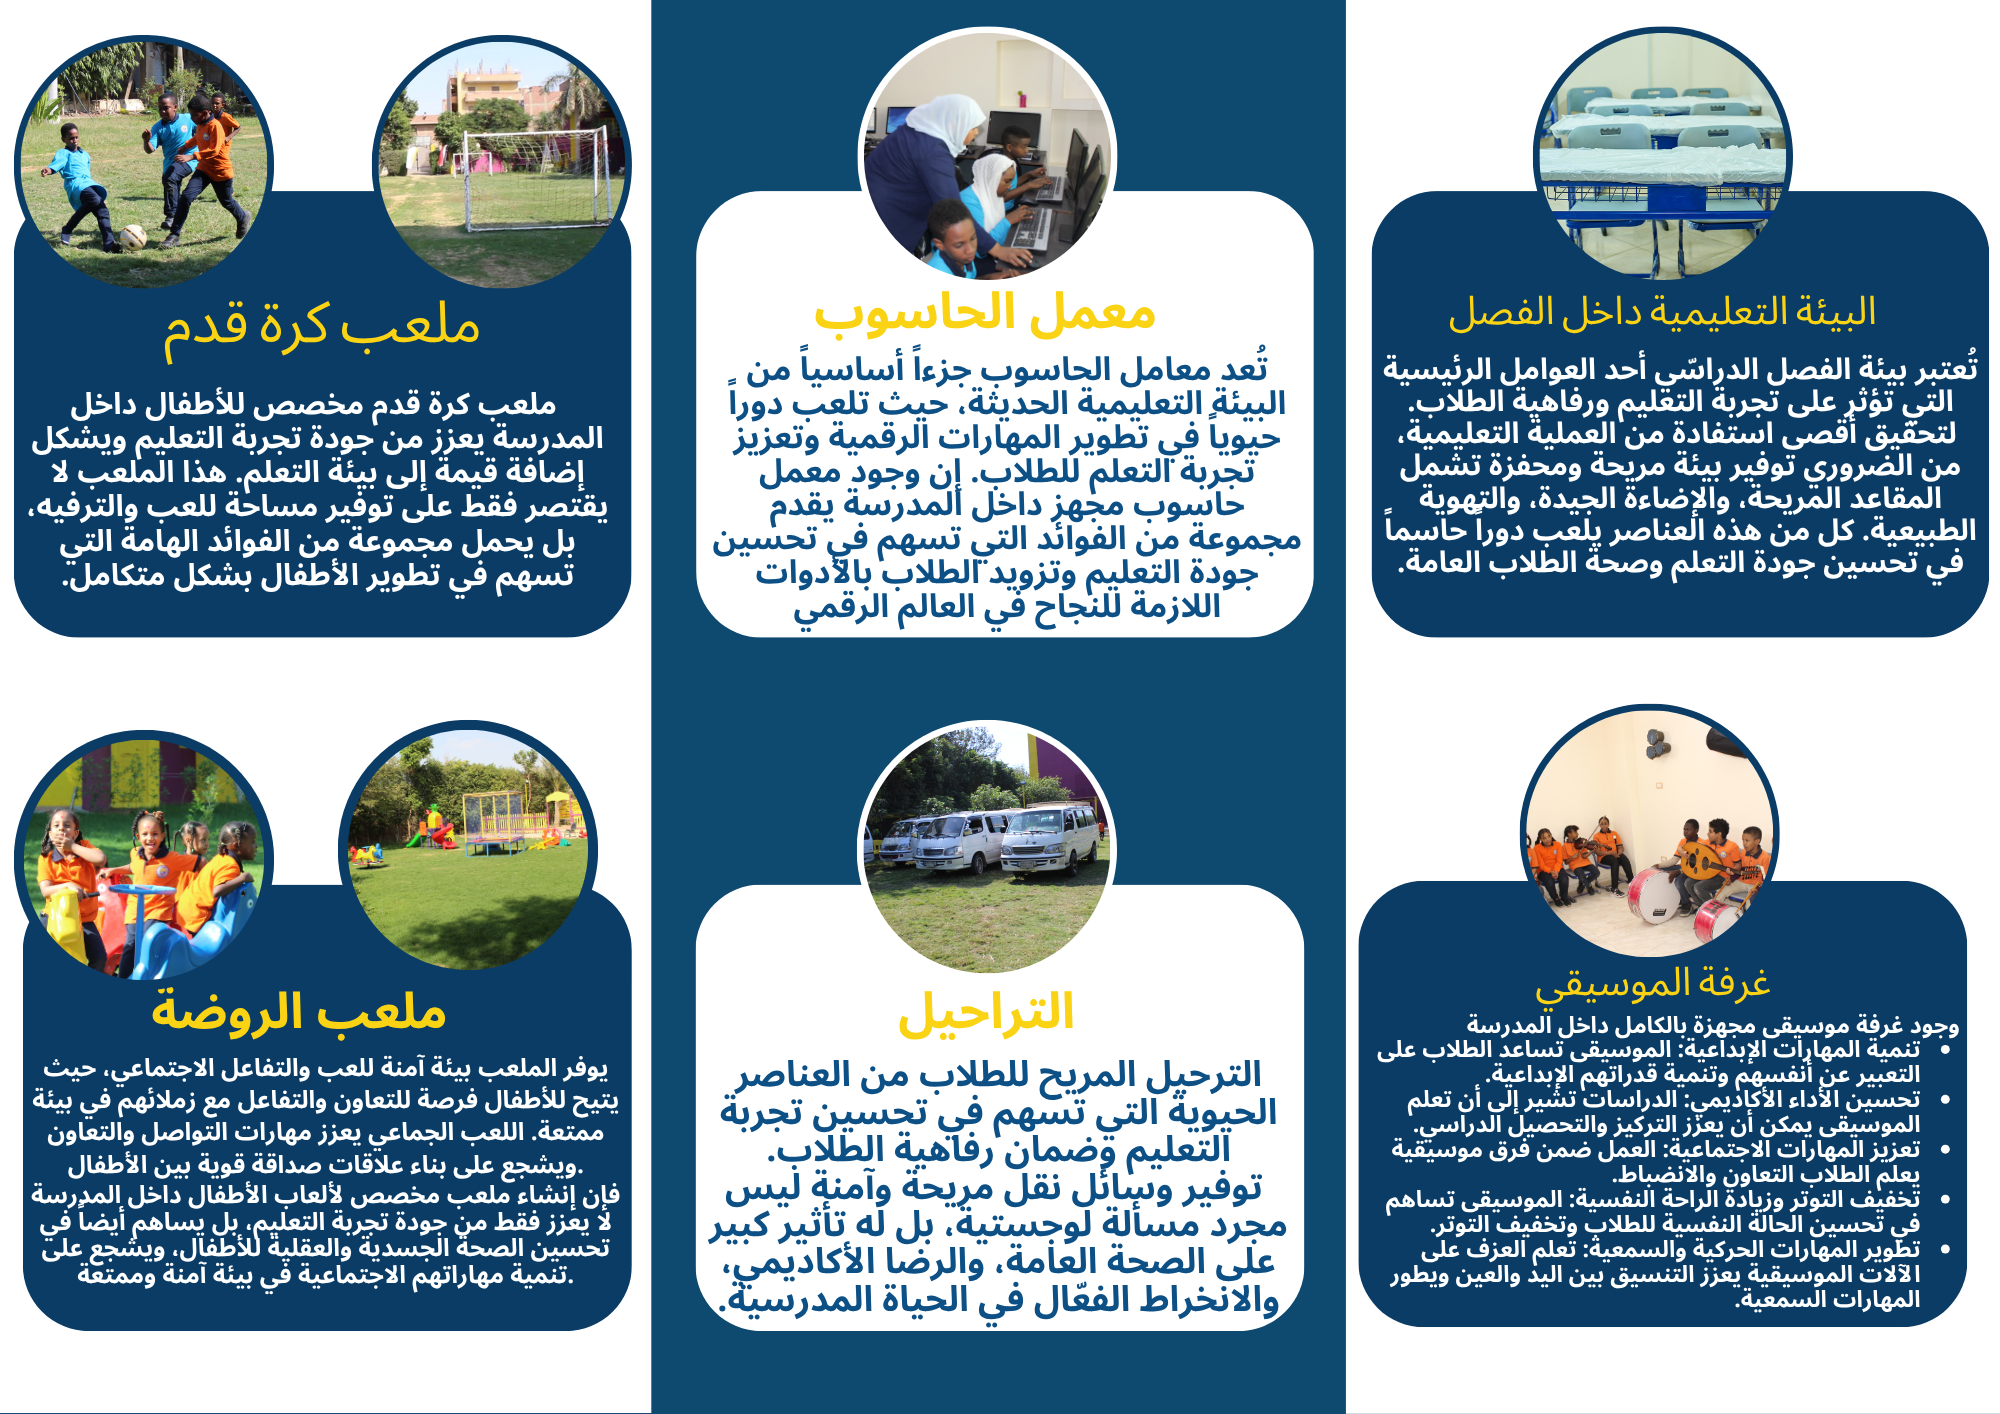 البيئة التعليمية داخل الفصل
تُعتبر بيئة الفصل الدراسّي أحد العوامل الرئيسية
التي تؤثر على تجربة التعليم ورفاهية الطلاب.
لتحقيق أقصى استفادة من العملية التعليمية،
من الضروري توفير بيئة مريحة ومحفزة تشمل
المقاعد المريحة، والإضاءة الجيدة، والتهوية
الطبيعية. كل من هذه العناصر يلعب دوراً حاسماً
في تحسين جودة التعلم وصحة الطلاب العامة.
معمل الحاسوب
تُعد معامل الحاسوب جزءاً أساسياً من
البيئة التعليمية الحديثة، حيث تلعب دوراً
حيوياً في تطوير المهارات الرقمية وتعزيز
تجربة التعلم للطلاب. إن وجود معمل
حاسوب مجهز داخل المدرسة يقدم
مجموعة من الفوائد التي تسهم في تحسين
جودة التعليم وتزويد الطلاب بالأدوات
اللازمة للنجاح في العالم الرقمي
ملعب كرة قدم
ملعب كرة قدم مخصص للأطفال داخل
المدرسة يعزز من جودة تجربة التعليم ويشكل
إضافة قيمة إلى بيئة التعلم. هذا الملعب لا
يقتصر فقط على توفير مساحة للعب والترفيه،
بل يحمل مجموعة من الفوائد الهامة التي
تسهم في تطوير الأطفال بشكل متكامل.
غرفة الموسيقي
وجود غرفة موسيقى مجهزة بالكامل داخل المدرسة
• تنمية المهارات الإبداعية: الموسيقى تساعد الطلاب على
التعبير عن أنفسهم وتنمية قدراتهم الإبداعية.
• تحسين الأداء الأكاديمي: الدراسات تشير إلى أن تعلم
الموسيقى يمكن أن يعزز التركيز والتحصيل الدراسي.
• تعزيز المهارات الاجتماعية: العمل ضمن فرق موسيقية
يعلم الطلاب التعاون والانضباط.
• تخفيف التوتر وزيادة الراحة النفسية: الموسيقى تساهم
في تحسين الحالة النفسية للطلاب وتخفيف التوتر.
• تطوير المهارات الحركية والسمعية: تعلم العزف على
الآلات الموسيقية يعزز التنسيق بين اليد والعين ويطور
المهارات السمعية.
التراحيل
الترحيل المريح للطلاب من العناصر
الحيوية التي تسهم في تحسين تجربة
التعليم وضمان رفاهية الطلاب.
توفير وسائل نقل مريحة وآمنة ليس
مجرد مسألة لوجستية، بل له تأثير كبير
على الصحة العامة، والرضا الأكاديمي،
والانخراط الفعّال في الحياة المدرسية.
ملعب الروضة
يوفر الملعب بيئة آمنة للعب والتفاعل الاجتماعي، حيث
يتيح للأطفال فرصة للتعاون والتفاعل مع زملائهم في بيئة
ممتعة. اللعب الجماعي يعزز مهارات التواصل والتعاون
.ويشجع على بناء علاقات صداقة قوية بين الأطفال
فإن إنشاء ملعب مخصص لألعاب الأطفال داخل المدرسة
لا يعزز فقط من جودة تجربة التعليم، بل يساهم أيضاً في
تحسين الصحة الجسدية والعقلية للأطفال، ويشجع على
.تنمية مهاراتهم الاجتماعية في بيئة آمنة وممتعة